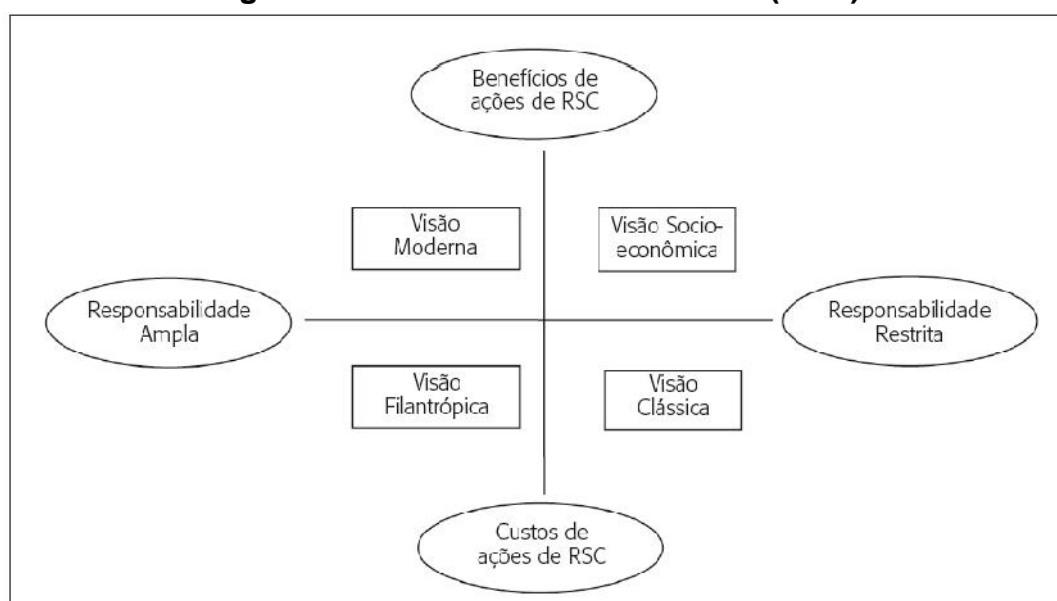 Benefícios de
ações de RSC
Visão
Moderna
Visão Socio-
econômica
Responsabilidade
Ampla
Responsabilidade
Restrita
Visão
Filantrópica
Visão
Clássica
Custos de
ações de RSC